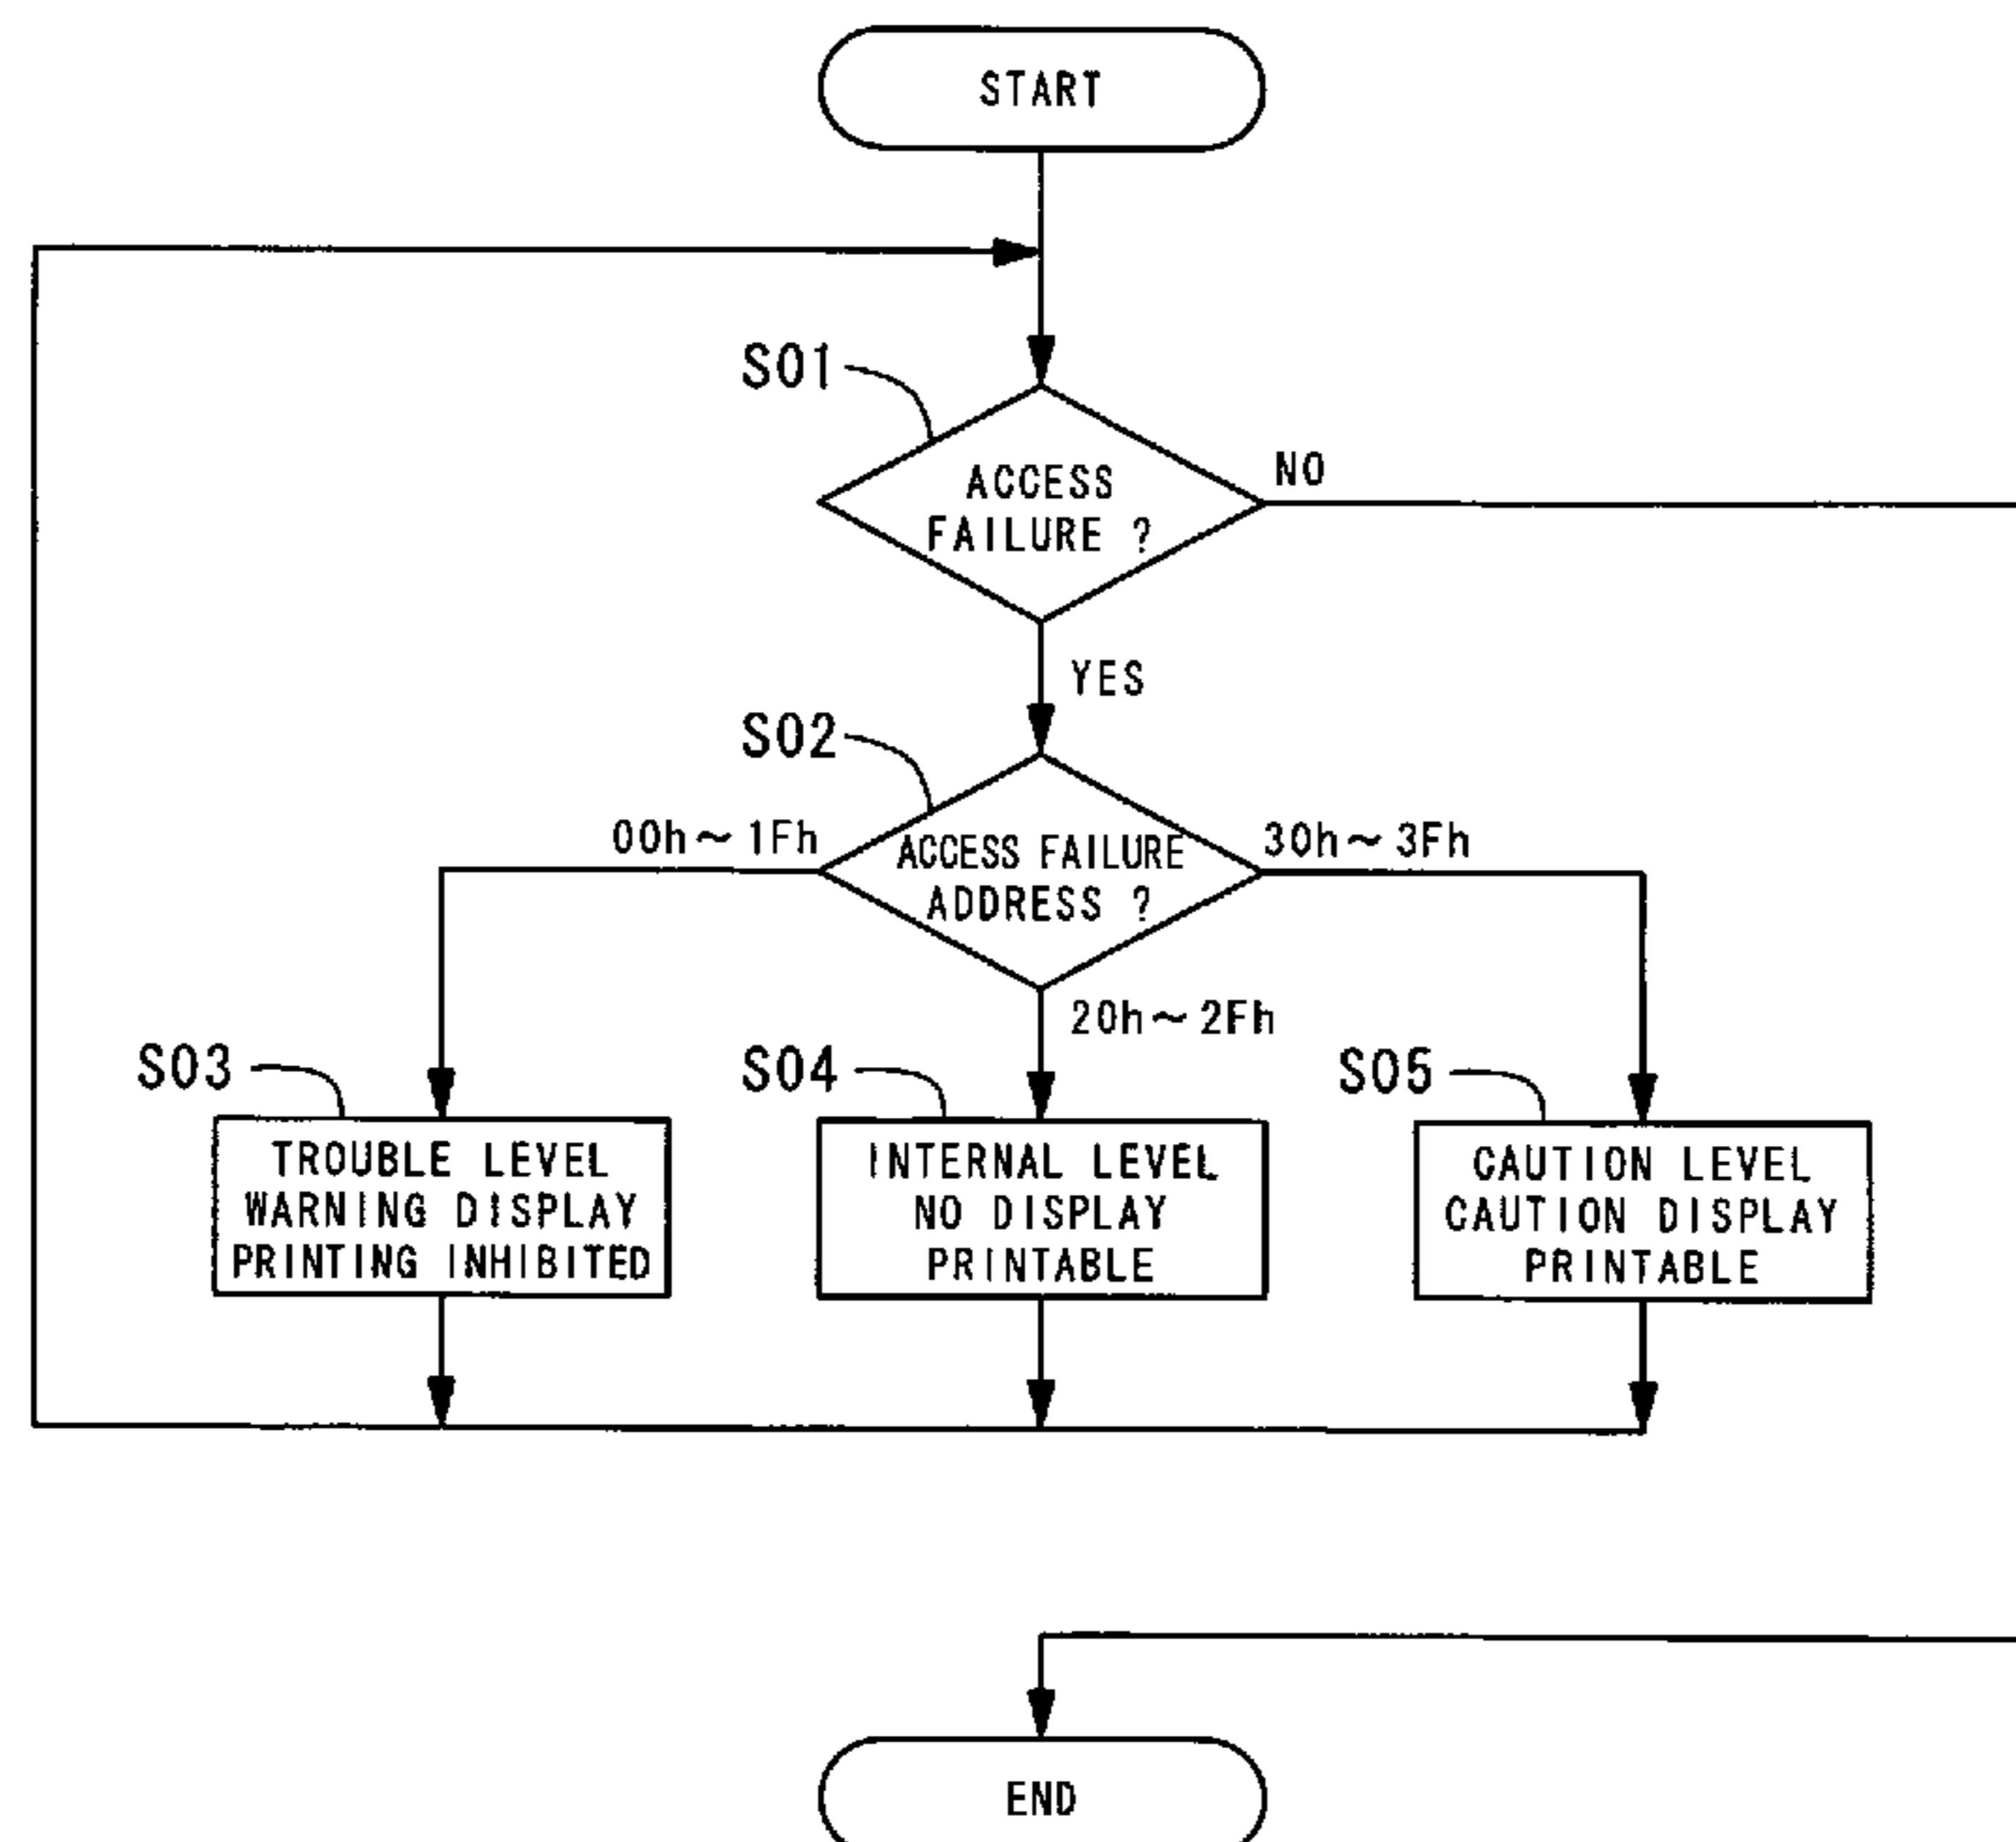 START
S01
ACCESS
FAILURE ?
NO
YES
S02
00h～1Fh
ACCESS FAILURE
ADDRESS ?
30h～3Fh
20h～2Fh
S03
S04
S05
TROUBLE LEVEL
WARNING DISPLAY
PRINTING INHIBITED
INTERNAL LEVEL
NO DISPLAY
PRINTABLE
CAUTION LEVEL
CAUTION DISPLAY
PRINTABLE
END